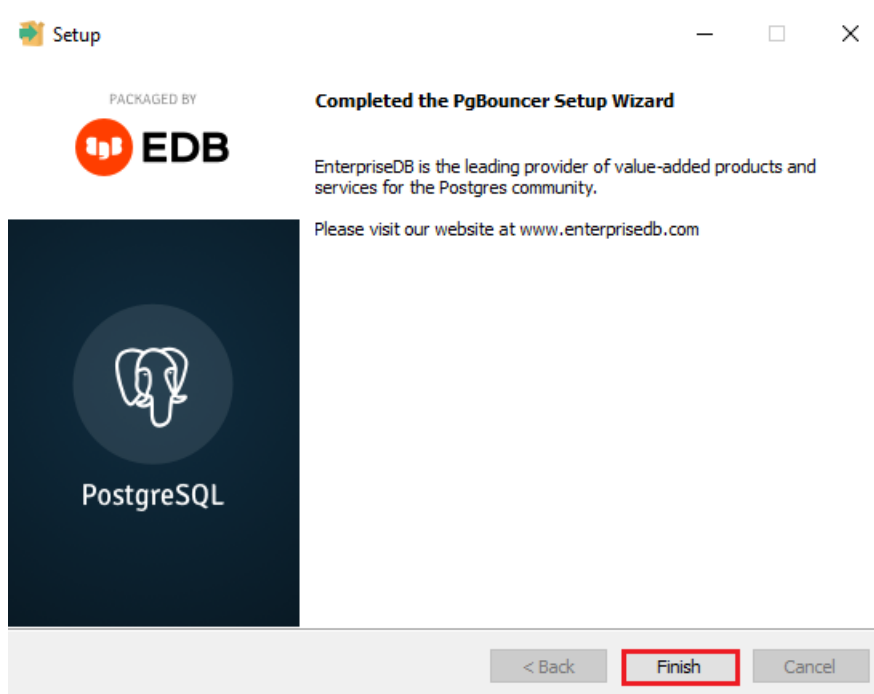 Setup
PACKAGED BY
EDB
Completed the PgBouncer Setup Wizard
EnterpriseDB is the leading provider of value-added products and
services for the Postgres community.
Please visit our website at www.enterprisedb.com
PostgreSQL
< Back
Finish
Cancel